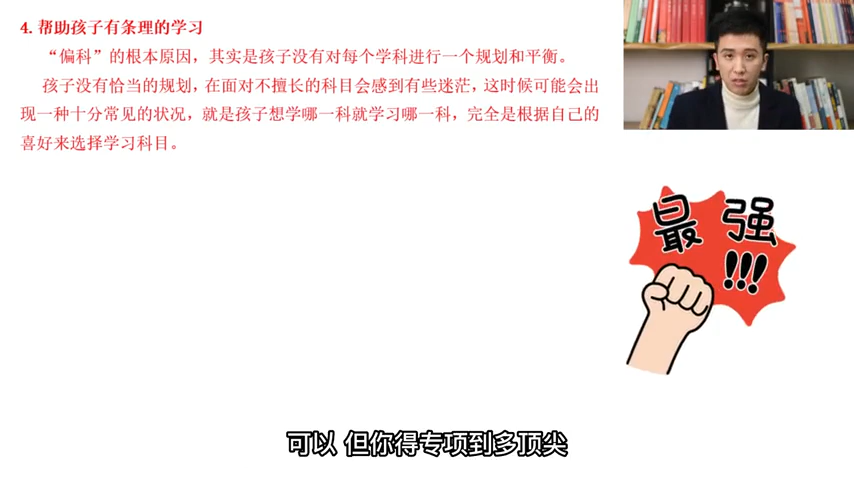 4.帮助孩子有条理的学习
“偏科”的根本原因，其实是孩子没有对每个学科进行一个规划和平衡。
孩子没有恰当的规划，在面对不擅长的科目会感到有些迷茫，这时候可能会出
现一种十分常见的状况，就是孩子想学哪一科就学习哪一科，完全是根据自己的
喜好来选择学习科目。
最强
!!!
可以 但你得专项到多顶尖